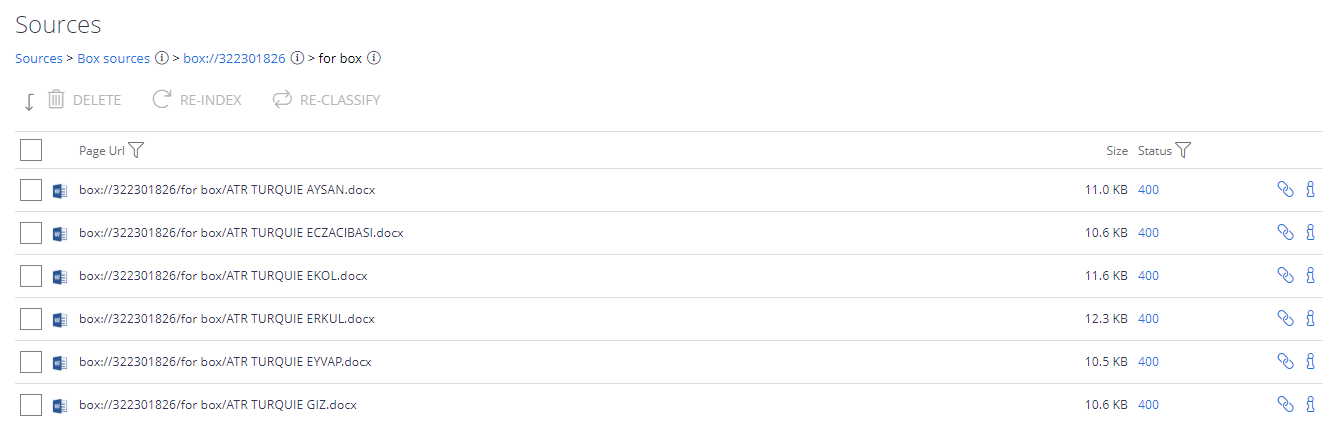 Sources
Sources > Box sources > box://322301826 > for box
DELETE RE-INDEX RE-CLASSIFY
Page Url Size Status
box://322301826/for box/ATR TURQUIE AYSAN.docx 11.0 KB 400
box://322301826/for box/ATR TURQUIE ECZACIBASI.docx 10.6 KB 400
box://322301826/for box/ATR TURQUIE EKOL.docx 11.6 KB 400
box://322301826/for box/ATR TURQUIE ERKUL.docx 12.3 KB 400
box://322301826/for box/ATR TURQUIE EYVAP.docx 10.5 KB 400
box://322301826/for box/ATR TURQUIE GIZ.docx 10.6 KB 400